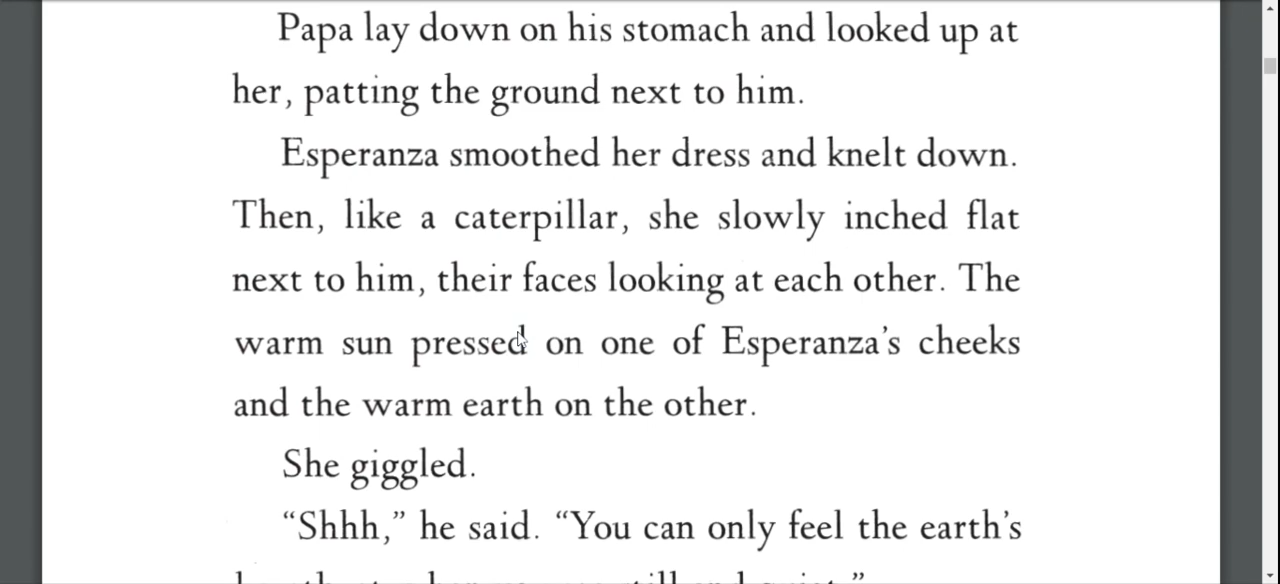 Papa lay down on his stomach and looked up at
her, patting the ground next to him.
Esperanza smoothed her dress and knelt down.
Then, like a caterpillar, she slowly inched flat
next to him, their faces looking at each other. The
warm sun pressed on one of Esperanza’s cheeks
and the warm earth on the other.
She giggled.
“Shhh,” he said. “You can only feel the earth’s